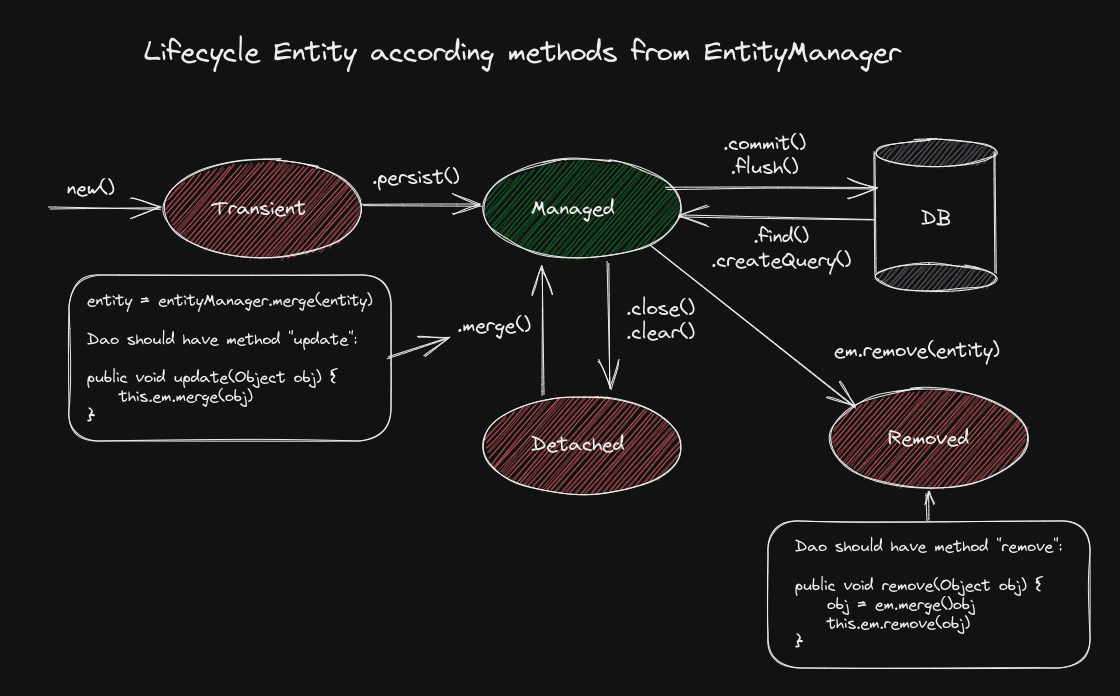 Lifecycle Entity according methods from EntityManager
new()
Transient
.persist()
Managed
.commit()
.flush()
DB
.find()
.createQuery()
entity = entityManager.merge(entity)
Dao should have method "update":
public void update(Object obj) {
this.em.merge(obj)
}
.merge()
.close()
.clear()
em.remove(entity)
Detached
Removed
Dao should have method "remove":
public void remove(Object obj) {
obj = em.merge()obj
this.em.remove(obj)
}